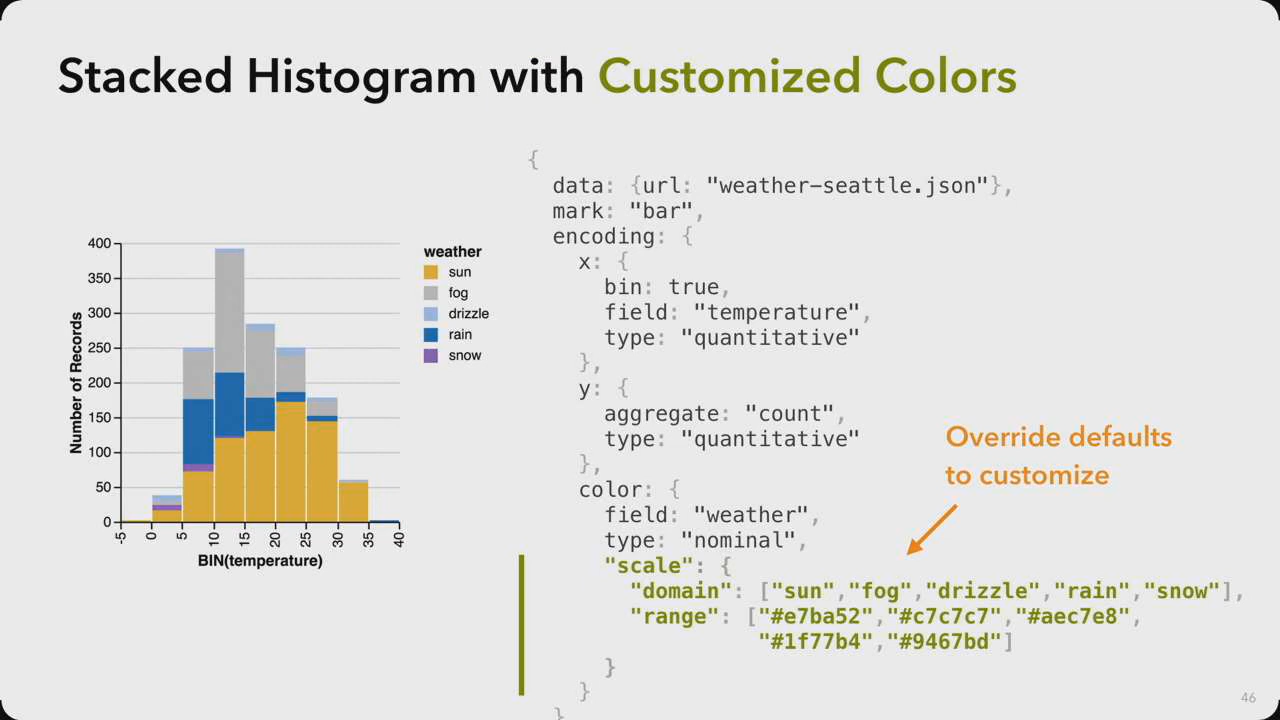 Stacked Histogram with Customized Colors
400
350
300
250
200
150
100
50
0
Number of Records
-5
0
5
10
15
20
25
30
35
40
BIN(temperature)
weather
sun
fog
drizzle
rain
snow
{
data: {url: "weather-seattle.json"},
mark: "bar",
encoding: {
x: {
bin: true,
field: "temperature",
type: "quantitative"
},
y: {
aggregate: "count",
type: "quantitative"
},
color: {
field: "weather",
type: "nominal",
"scale": {
"domain": ["sun","fog","drizzle","rain","snow"],
"range": ["#e7ba52","#c7c7c7","#aec7e8",
"#1f77b4","#9467bd"]
}
}
}
Override defaults
to customize
46